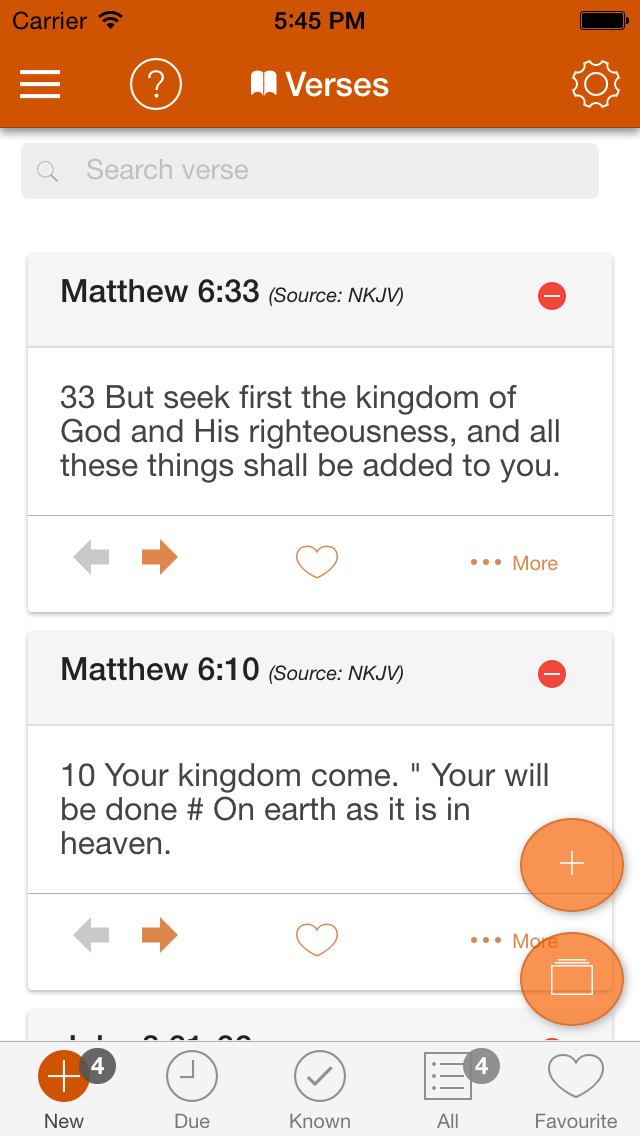 Carrier 5:45 PM
? Verses
Search verse
Matthew 6:33 (Source: NKJV)
33 But seek first the kingdom of
God and His righteousness, and all
these things shall be added to you.
More
Matthew 6:10 (Source: NKJV)
10 Your kingdom come. " Your will
be done # On earth as it is in
heaven.
More
4 4
New Due Known All Favourite